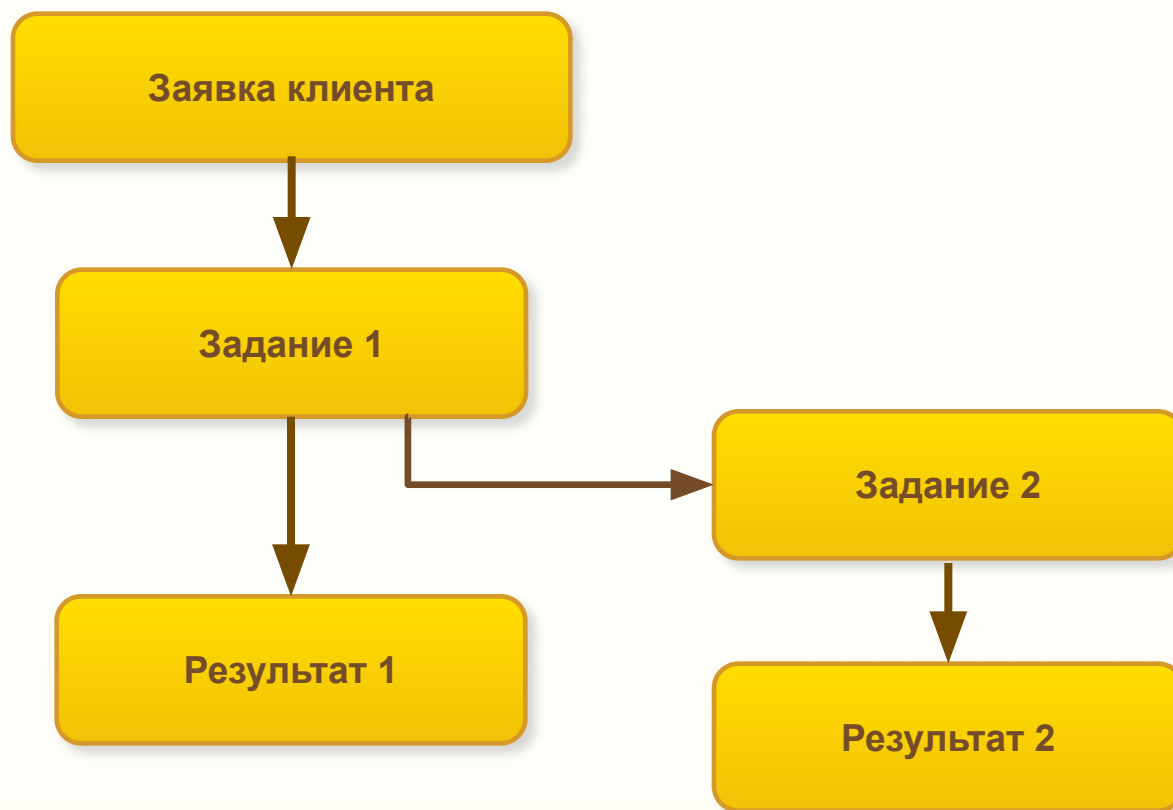 Заявка клиента
Задание 1
Задание 2
Результат 1
Результат 2